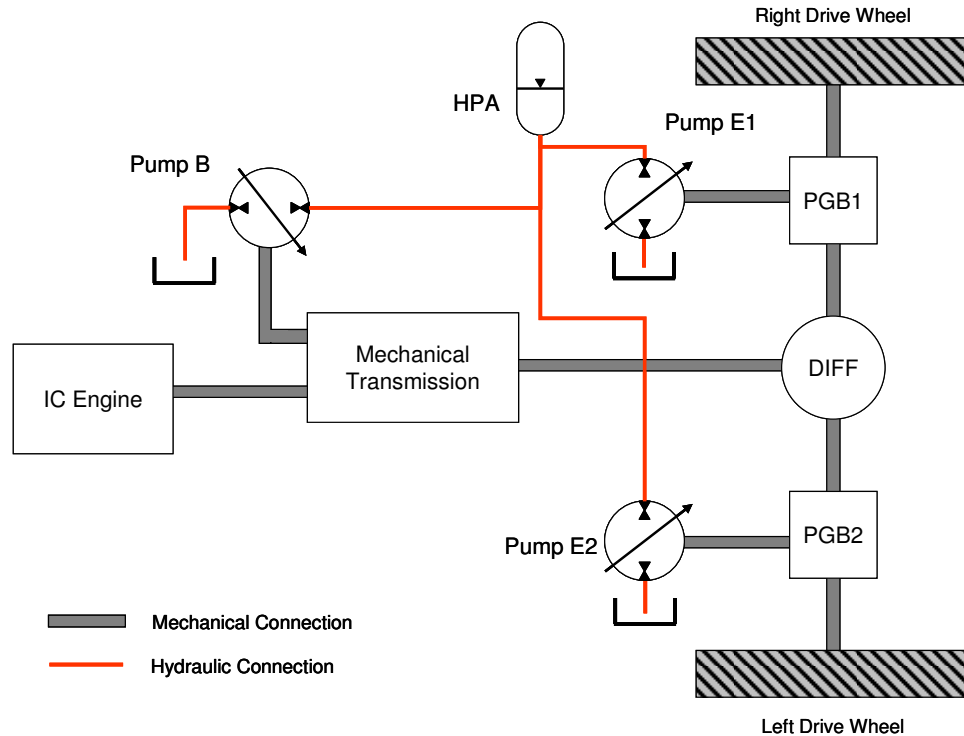 Right Drive Wheel
HPA
Pump E1
Pump B
PGB1
Mechanical
Transmission
IC Engine
DIFF
Pump E2
PGB2
Mechanical Connection
Hydraulic Connection
Left Drive Wheel